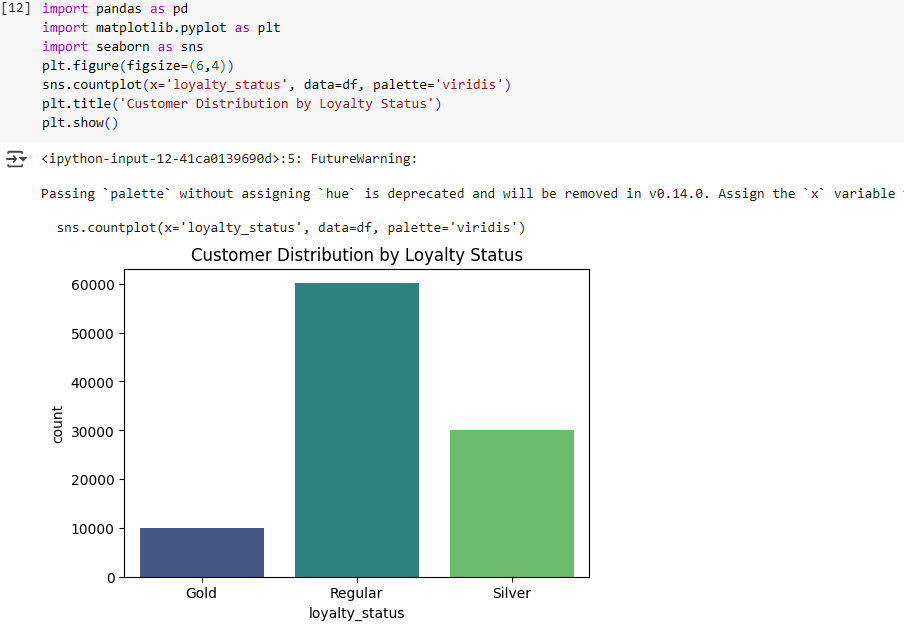 [12] import pandas as pd
import matplotlib.pyplot as plt
import seaborn as sns
plt.figure(figsize=(6,4))
sns.countplot(x='loyalty_status', data=df, palette='viridis')
plt.title('Customer Distribution by Loyalty Status')
plt.show()
<ipython-input-12-41ca0139690d>:5: FutureWarning:
Passing `palette` without assigning `hue` is deprecated and will be removed in v0.14.0. Assign the `x` variable
sns.countplot(x='loyalty_status', data=df, palette='viridis')
Customer Distribution by Loyalty Status
60000
50000
40000
30000
20000
10000
0
count
Gold Regular Silver
loyalty_status